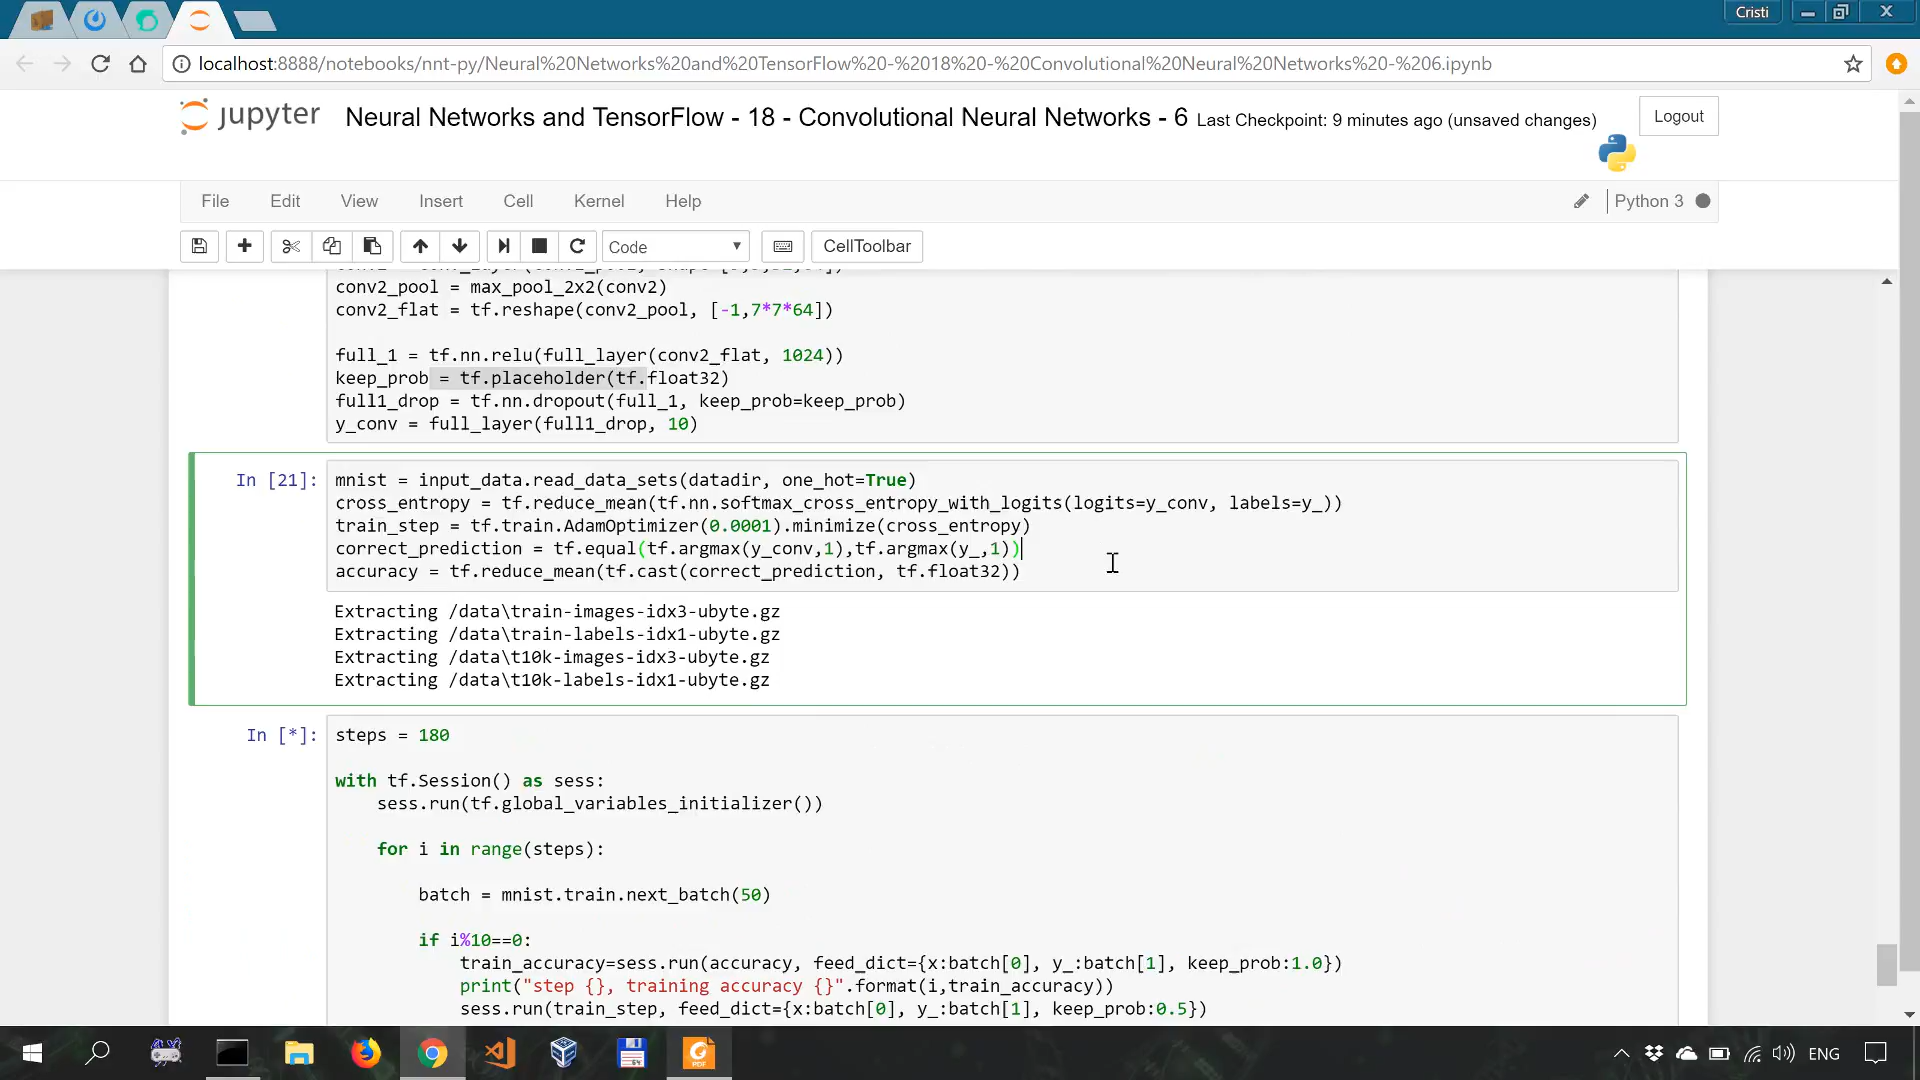 Cristi
localhost:8888/notebooks/nnt-py/Neural%20Networks%20and%20TensorFlow%20-%2018%20-%20Convolutional%20Neural%20Networks%20-%206.ipynb
jupyter Neural Networks and TensorFlow - 18 - Convolutional Neural Networks - 6 Last Checkpoint: 9 minutes ago (unsaved changes) Logout
File Edit View Insert Cell Kernel Help Python 3
Code CellToolbar
conv2_pool = max_pool_2x2(conv2)
conv2_flat = tf.reshape(conv2_pool, [-1,7*7*64])
full_1 = tf.nn.relu(full_layer(conv2_flat, 1024))
keep_prob = tf.placeholder(tf.float32)
full1_drop = tf.nn.dropout(full_1, keep_prob=keep_prob)
y_conv = full_layer(full1_drop, 10)
In [21]: mnist = input_data.read_data_sets(datadir, one_hot=True)
cross_entropy = tf.reduce_mean(tf.nn.softmax_cross_entropy_with_logits(logits=y_conv, labels=y_))
train_step = tf.train.AdamOptimizer(0.0001).minimize(cross_entropy)
correct_prediction = tf.equal(tf.argmax(y_conv,1),tf.argmax(y_,1))
accuracy = tf.reduce_mean(tf.cast(correct_prediction, tf.float32))
Extracting /data\train-images-idx3-ubyte.gz
Extracting /data\train-labels-idx1-ubyte.gz
Extracting /data\t10k-images-idx3-ubyte.gz
Extracting /data\t10k-labels-idx1-ubyte.gz
In [*]: steps = 180
with tf.Session() as sess:
sess.run(tf.global_variables_initializer())
for i in range(steps):
batch = mnist.train.next_batch(50)
if i%10==0:
train_accuracy=sess.run(accuracy, feed_dict={x:batch[0], y_:batch[1], keep_prob:1.0})
print("step {}, training accuracy {}".format(i,train_accuracy))
sess.run(train_step, feed_dict={x:batch[0], y_:batch[1], keep_prob:0.5})
ENG